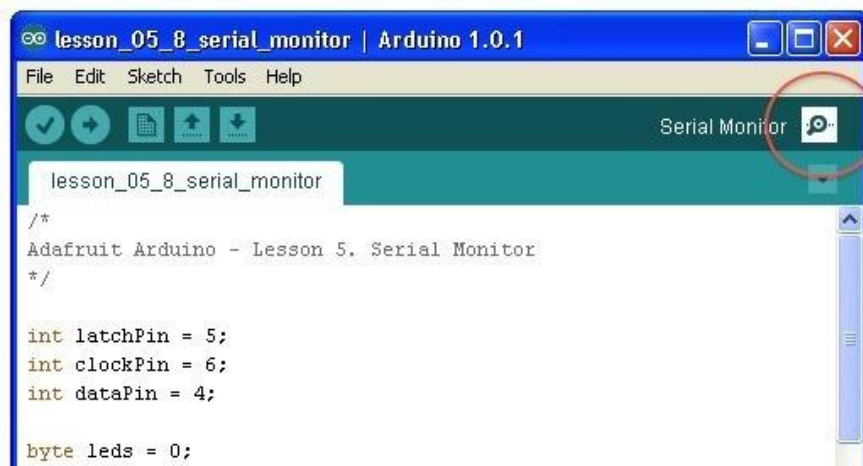 lesson_05_8_serial_monitor | Arduino 1.0.1
File Edit Sketch Tools Help
Serial Monitor
lesson_05_8_serial_monitor
/*
Adafruit Arduino - Lesson 5. Serial Monitor
*/
int latchPin = 5;
int clockPin = 6;
int dataPin = 4;
byte leds = 0;